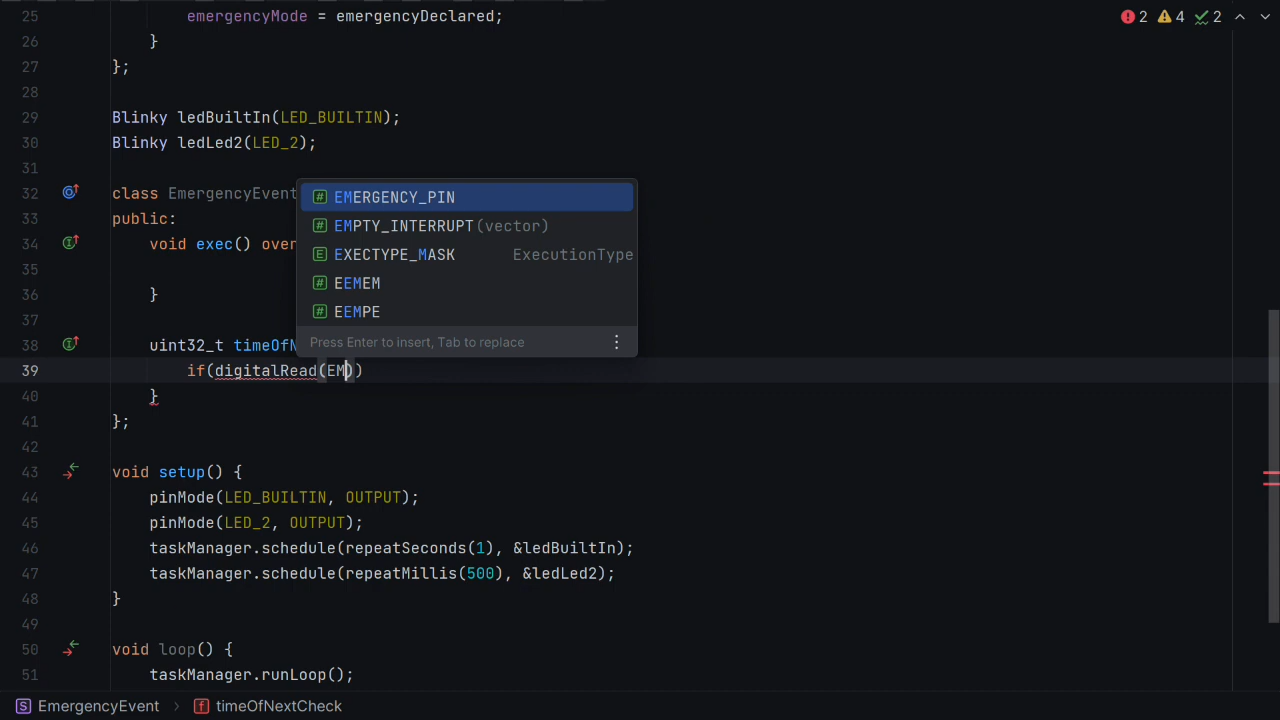 25 emergencyMode = emergencyDeclared;
2 4 2
26 }
27 };
28
29 Blinky ledBuiltIn(LED_BUILTIN);
30 Blinky ledLed2(LED_2);
31
32 class EmergencyEvent
33 public:
34 void exec() over
35
36 }
37
38 uint32_t timeOfN
EMERGENCY_PIN
EMPTY_INTERRUPT(vector)
EXECTYPE_MASK ExecutionType
EEMEM
EEMPE
Press Enter to insert, Tab to replace
39 if(digitalRead(EM))
40 }
41 };
42
43 void setup() {
44 pinMode(LED_BUILTIN, OUTPUT);
45 pinMode(LED_2, OUTPUT);
46 taskManager.schedule(repeatSeconds(1), &ledBuiltIn);
47 taskManager.schedule(repeatMillis(500), &ledLed2);
48 }
49
50 void loop() {
51 taskManager.runLoop();
S EmergencyEvent > f timeOfNextCheck